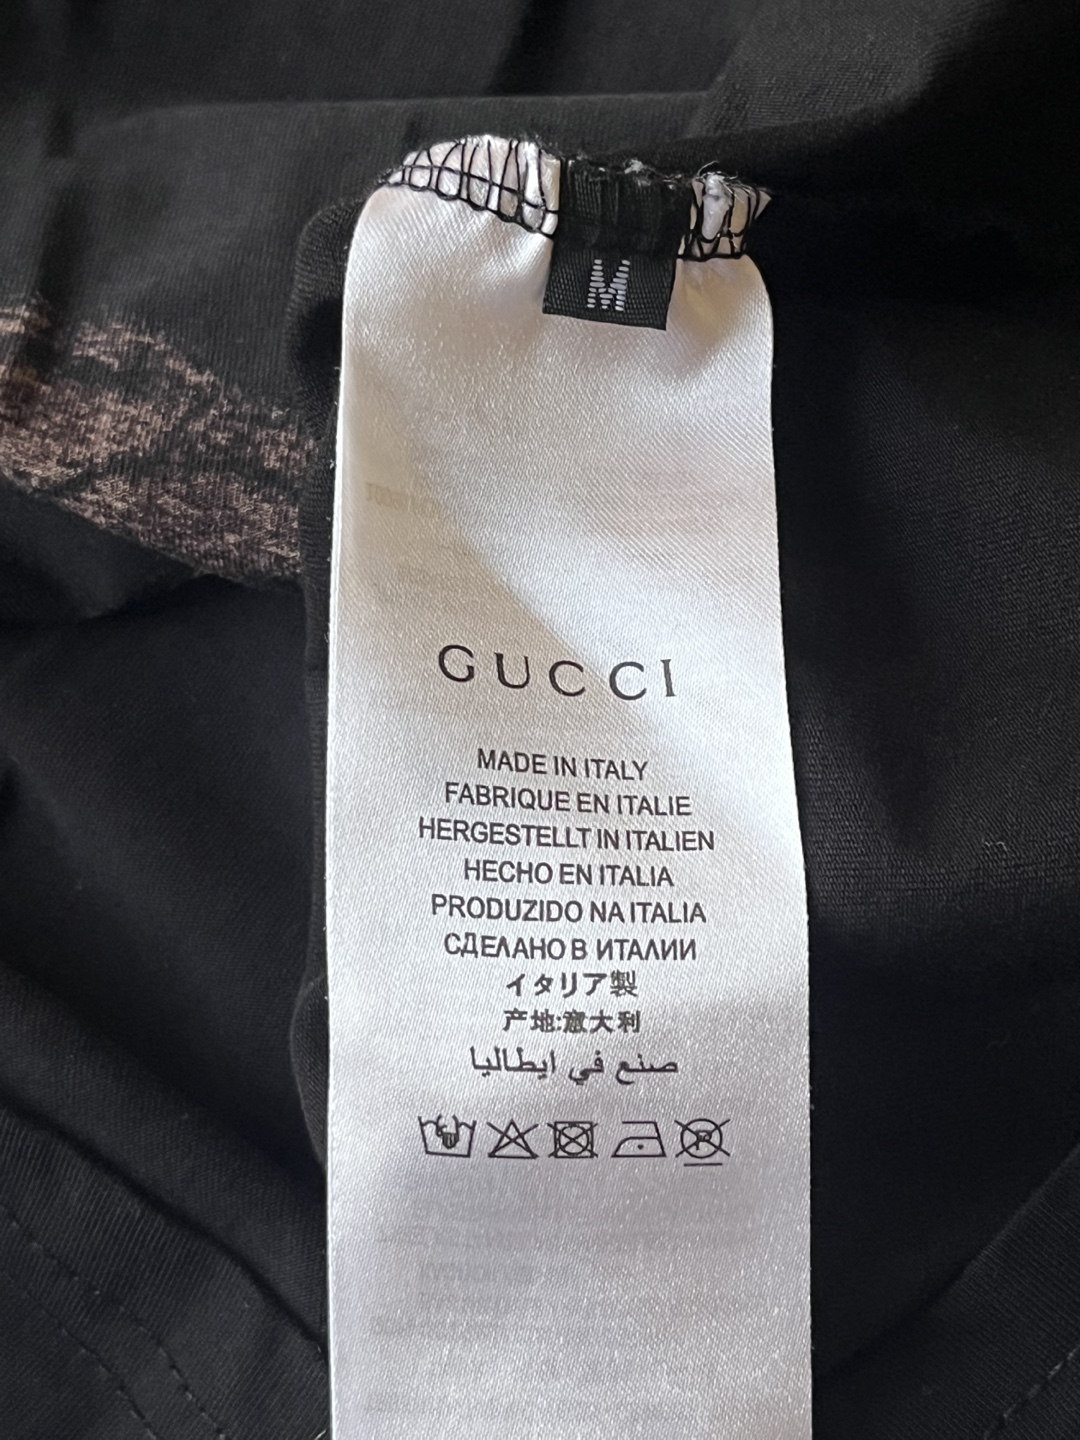 M
GUCCI
MADE IN ITALY
FABRIQUE EN ITALIE
HERGESTELLT IN ITALIEN
HECHO EN ITALIA
PRODUZIDO NA ITALIA
СДЕЛАНО В ИТАЛИИ
イタリア製
产地:意大利
صنع في ايطاليا
P